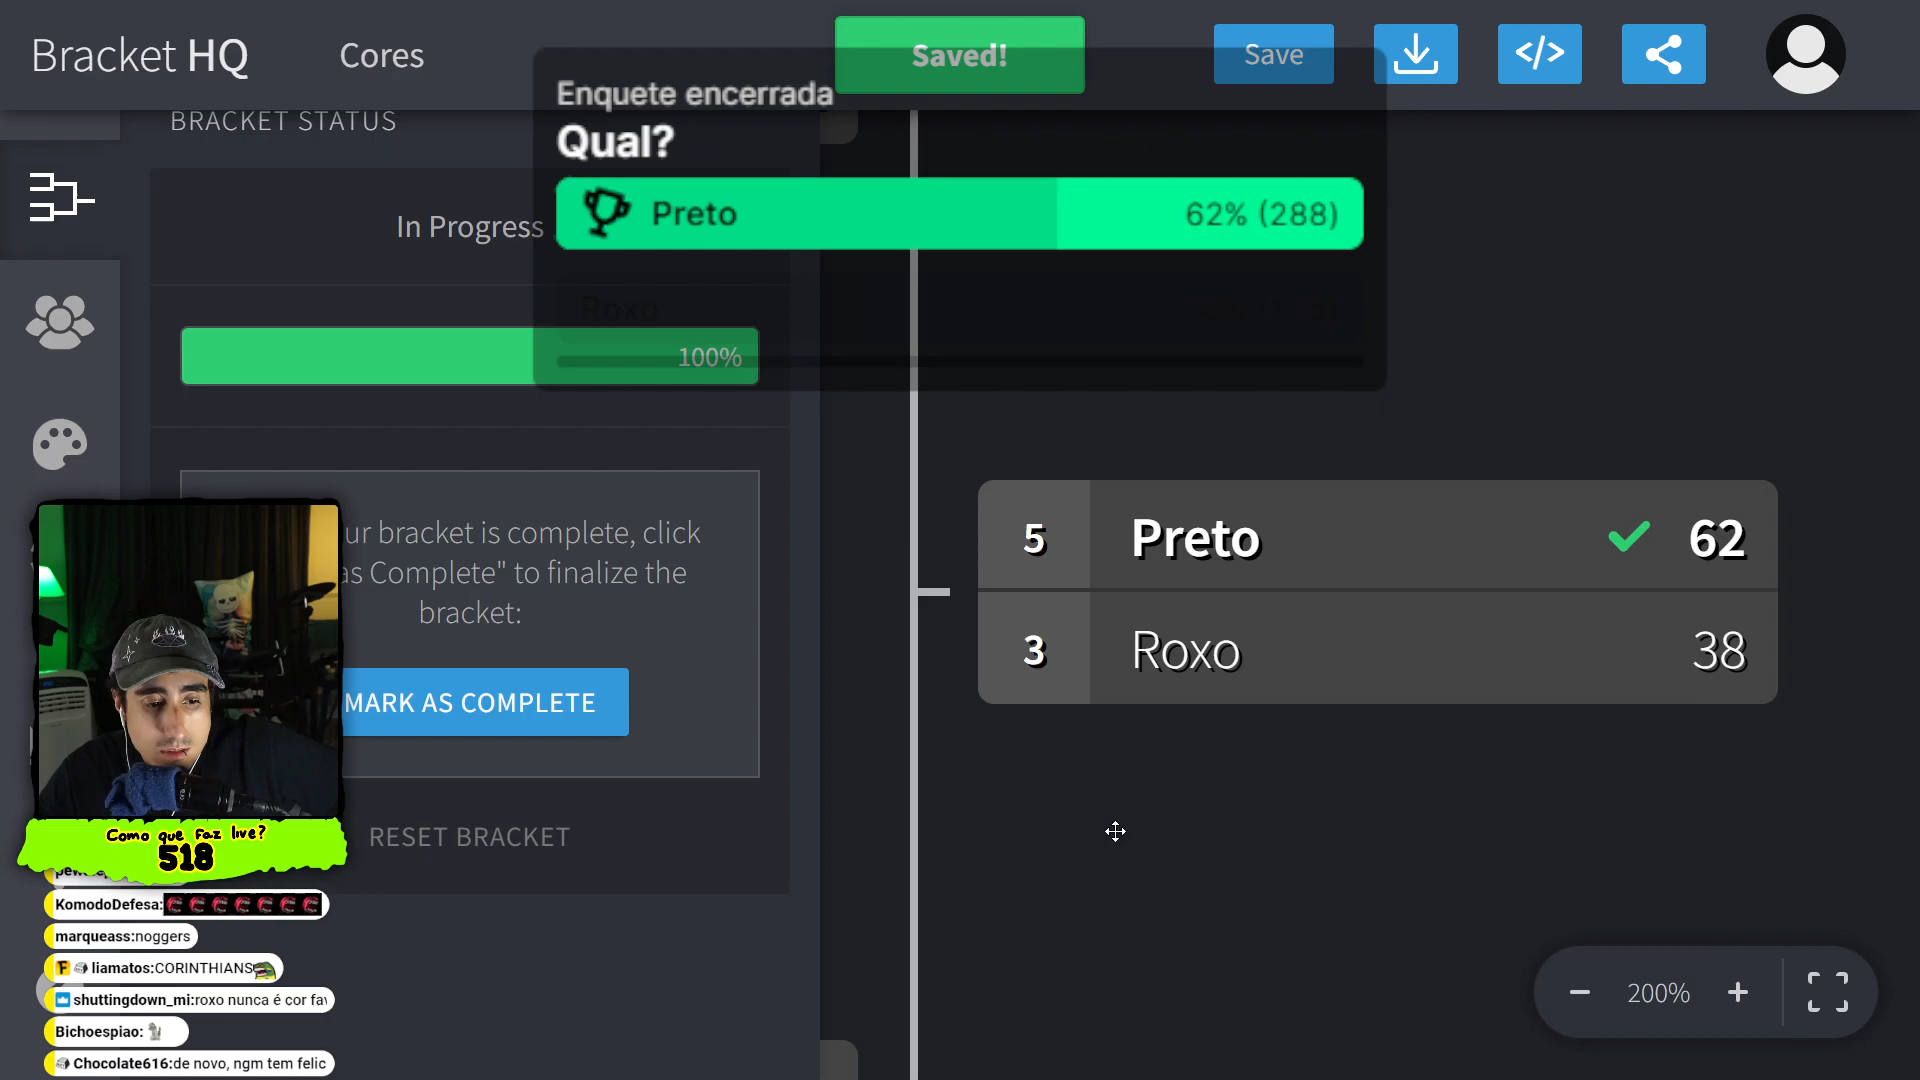 Bracket HQ
Cores
Saved!
Save
BRACKET STATUS
Enquete encerrada
Qual?
Preto
62% (288)
In Progress
Roxo
100%
ur bracket is complete, click
as Complete" to finalize the
bracket:
MARK AS COMPLETE
RESET BRACKET
5 Preto 62
3 Roxo 38
Como que faz live?
518
KomodoDefesa:
marqueass:noggers
liamatos:CORINTHIANS
shuttingdown_mi:roxo nunca é cor fav
Bichoespiao:
Chocolate616:de novo, ngm tem felic
200%